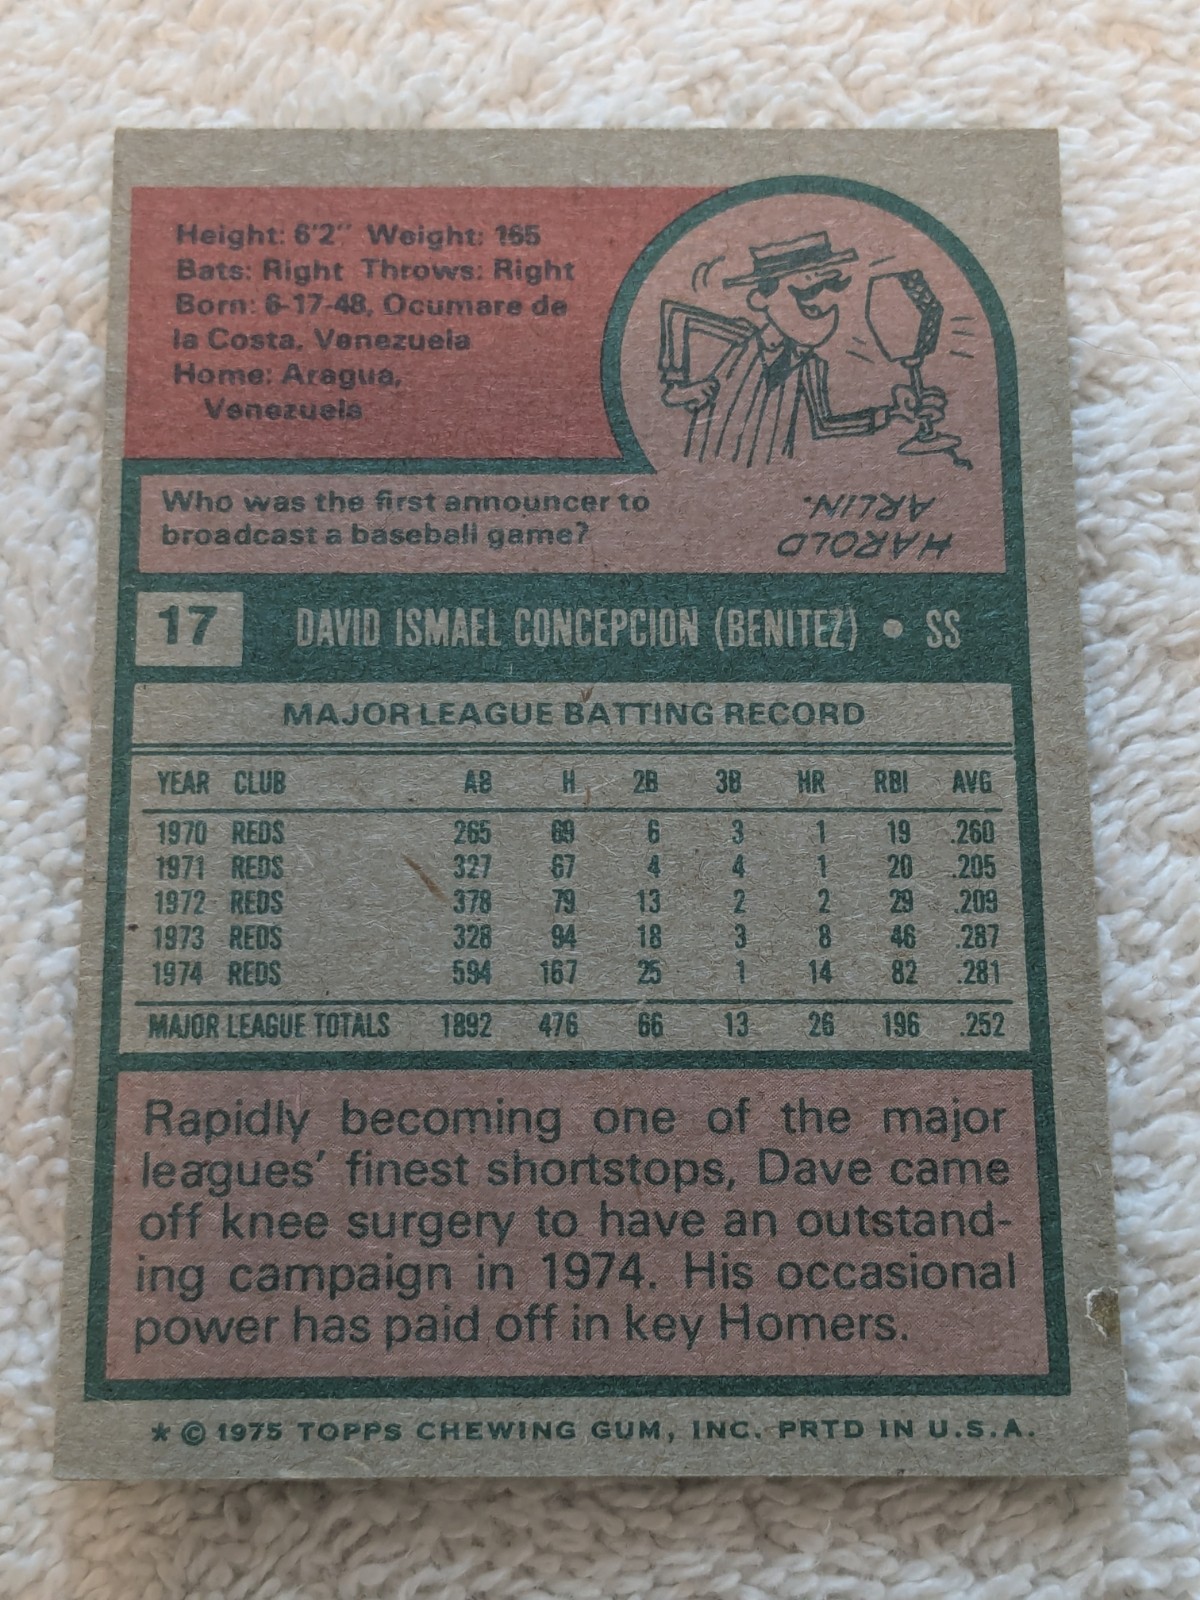 Height: 6'2" Weight: 165
Bats: Right Throws: Right
Born: 6-17-48, Ocumare de
la Costa, Venezuela
Home: Aragua,
Venezuela
Who was the first announcer to
broadcast a baseball game?
HAROLD
ARLIN.
17 DAVID ISMAEL CONCEPCION (BENITEZ) • SS
MAJOR LEAGUE BATTING RECORD
YEAR CLUB AB H 2B 3B HR RBI AVG
1970 REDS 265 69 6 3 1 19 .260
1971 REDS 327 67 4 4 1 20 .205
1972 REDS 378 79 13 2 2 29 .209
1973 REDS 328 94 18 3 8 46 .287
1974 REDS 594 167 25 1 14 82 .281
MAJOR LEAGUE TOTALS 1892 476 66 13 26 196 .252
Rapidly becoming one of the major
leagues' finest shortstops, Dave came
off knee surgery to have an outstand-
ing campaign in 1974. His occasional
power has paid off in key Homers.
* © 1975 TOPPS CHEWING GUM, INC. PRTD IN U.S.A.